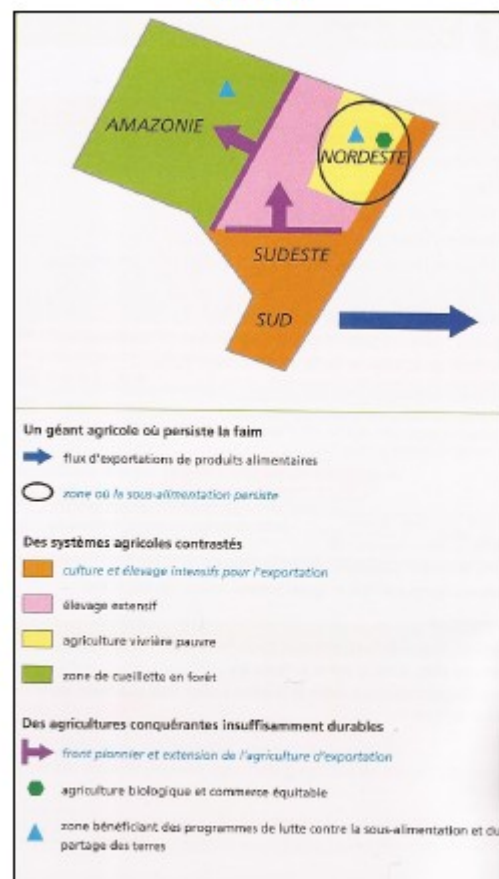 AMAZONIE
NORDESTE
SUDESTE
SUD
Un géant agricole où persiste la faim
flux d'exportations de produits alimentaires
zone où la sous-alimentation persiste
Des systèmes agricoles contrastés
culture et élevage intensifs pour l'exportation
élevage extensif
agriculture vivrière pauvre
zone de cueillette en forêt
Des agricultures conquérantes insuffisamment durables
front pionnier et extension de l'agriculture d'exportation
agriculture biologique et commerce équitable
zone bénéficiant des programmes de lutte contre la sous-alimentation et du
partage des terres